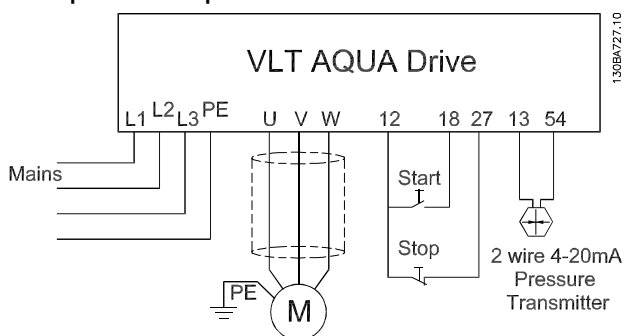 130BA727.10
VLT AQUA Drive
L1 L2 L3 PE U V W 12 18 27 13 54
Mains
Start
Stop
2 wire 4-20mA
Pressure
Transmitter
PE
M